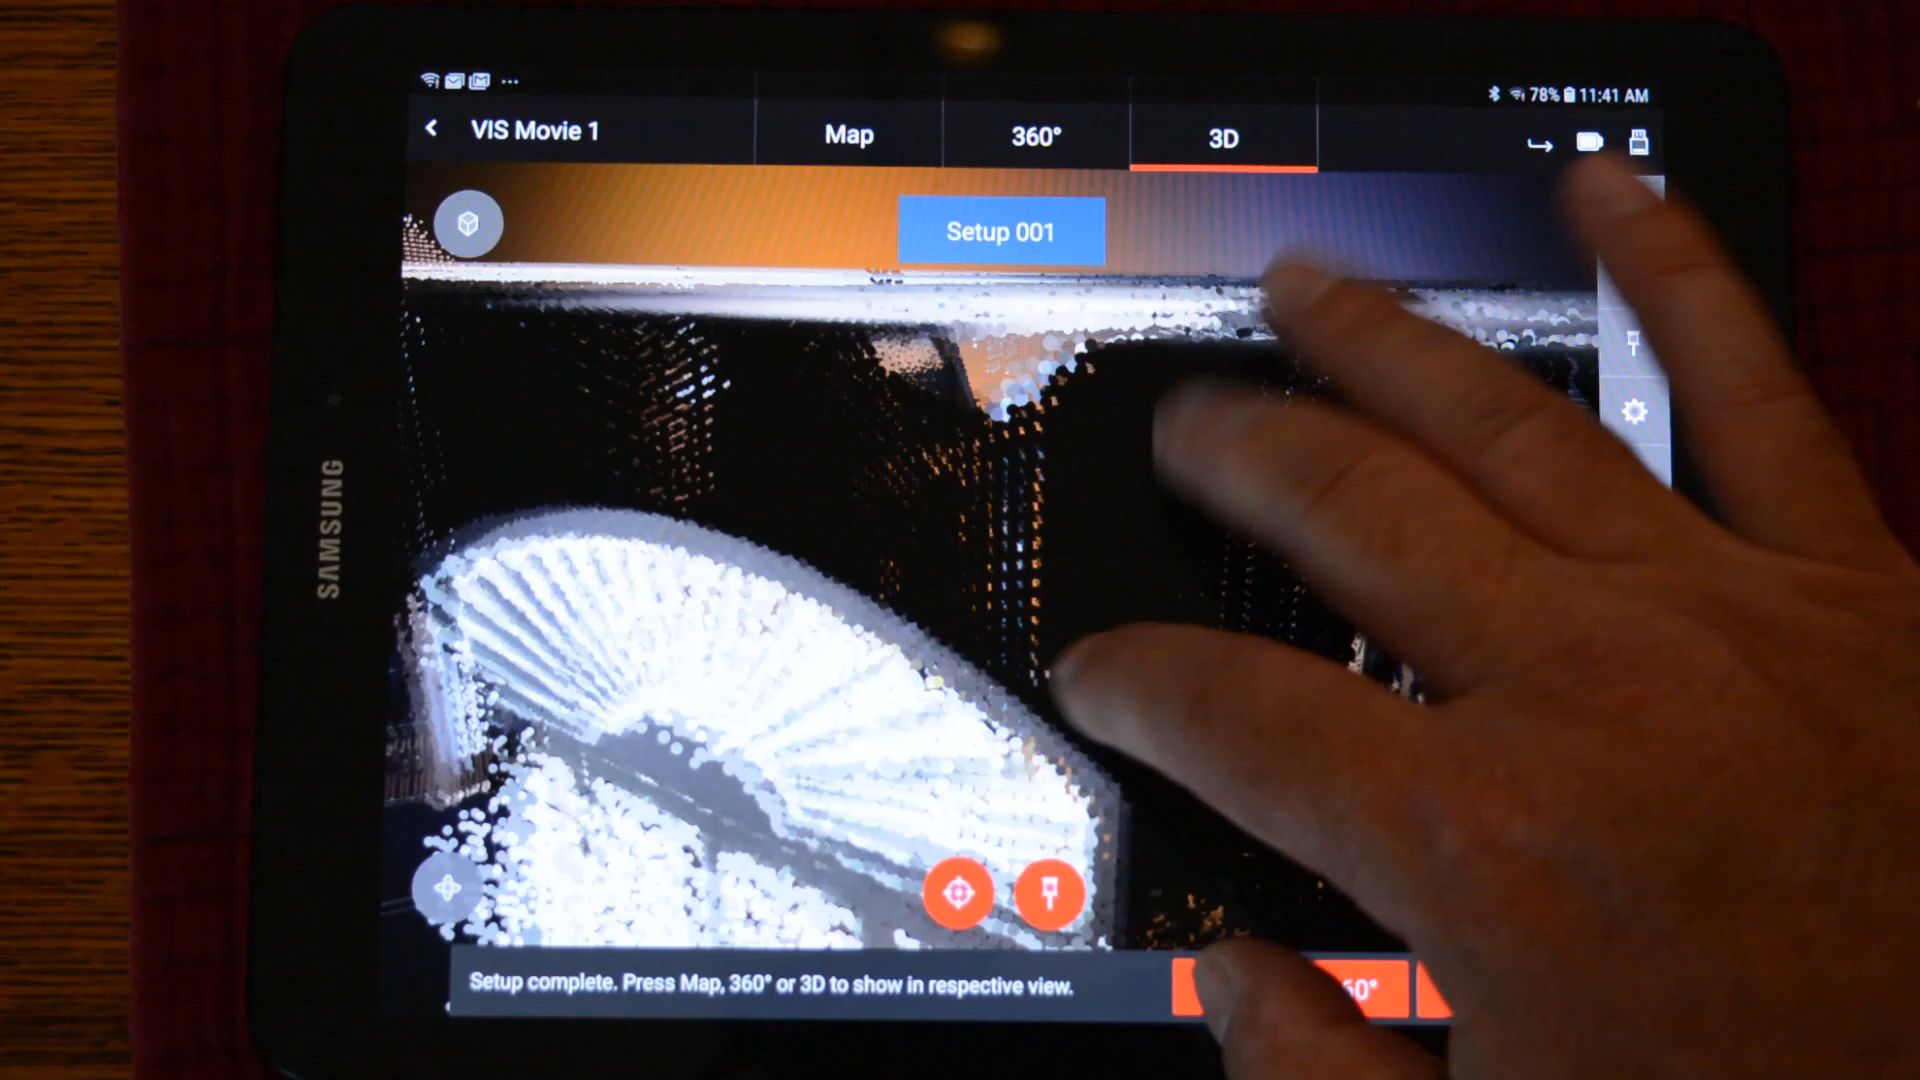 78% 11:41 AM
VIS Movie 1
Map
360°
3D
Setup 001
SAMSUNG
Setup complete. Press Map, 360° or 3D to show in respective view.
60°